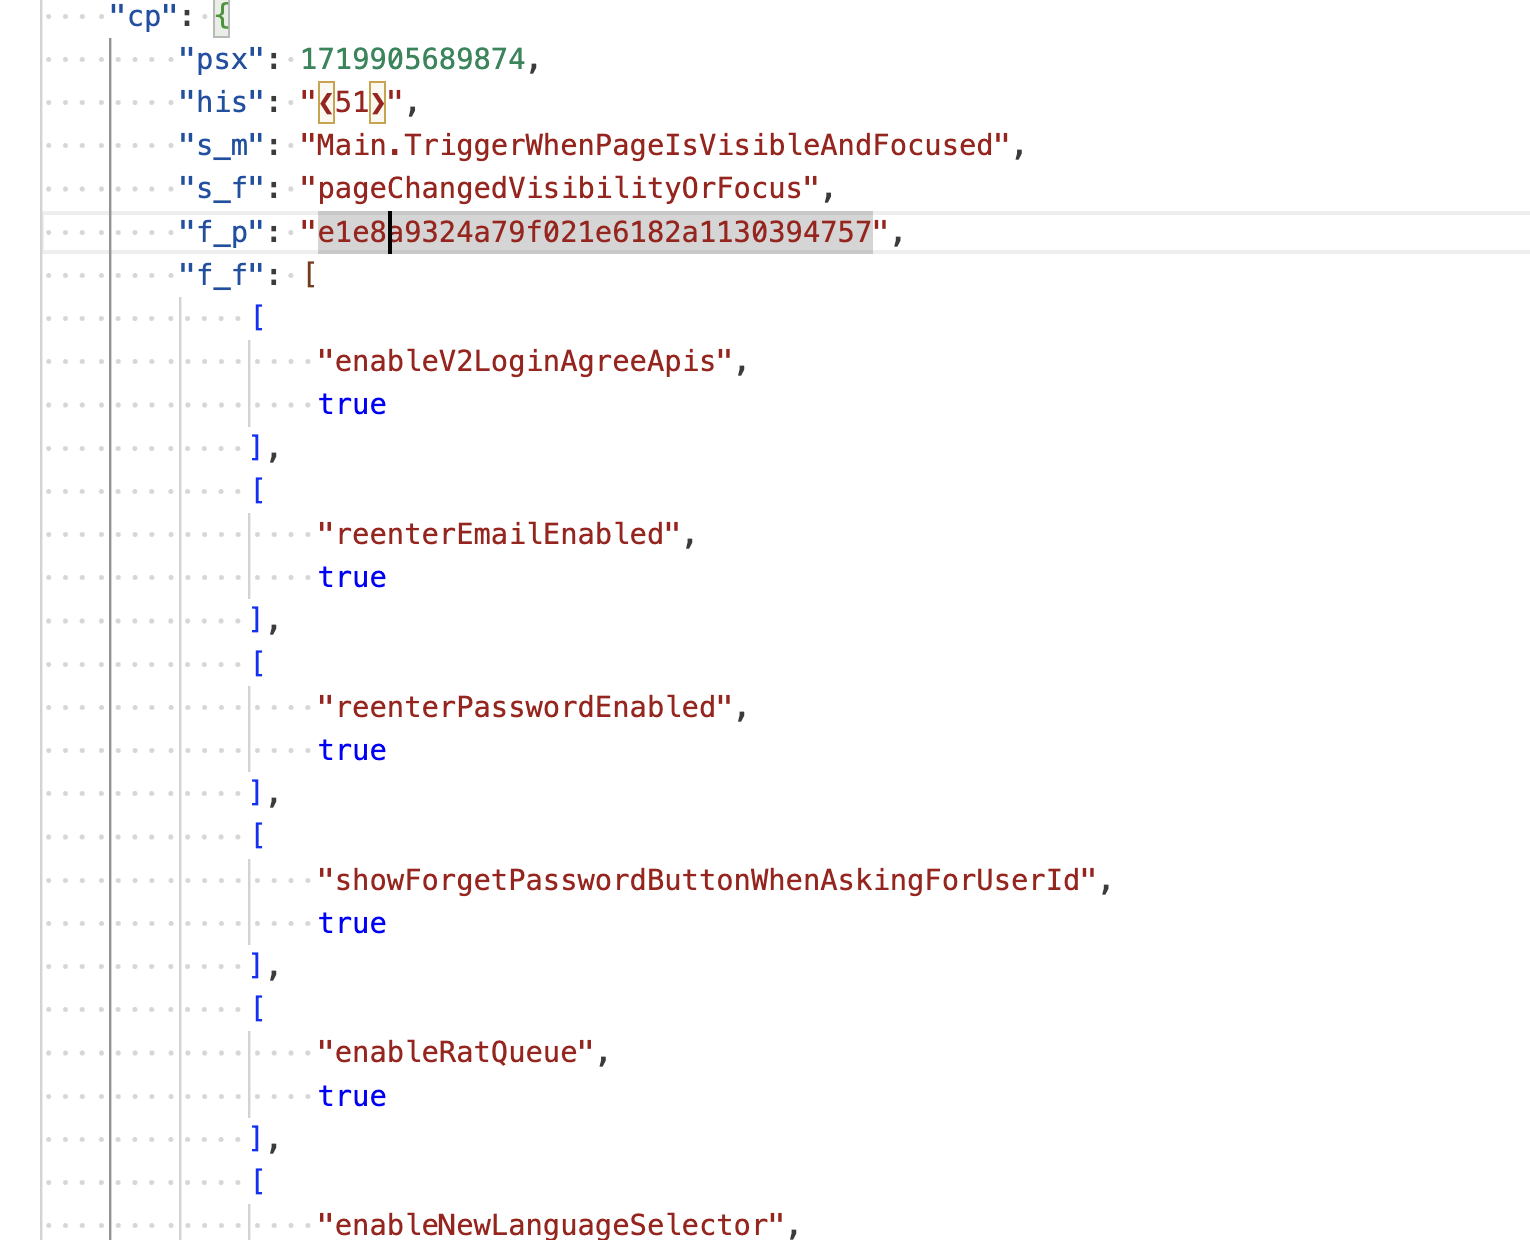 "cp": {
"psx": 1719905689874,
"his": "❮51❯",
"s_m": "Main.TriggerWhenPageIsVisibleAndFocused",
"s_f": "pageChangedVisibilityOrFocus",
"f_p": "e1e8a9324a79f021e6182a1130394757",
"f_f": [
[
"enableV2LoginAgreeApis",
true
],
[
"reenterEmailEnabled",
true
],
[
"reenterPasswordEnabled",
true
],
[
"showForgetPasswordButtonWhenAskingForUserId",
true
],
[
"enableRatQueue",
true
],
[
"enableNewLanguageSelector",